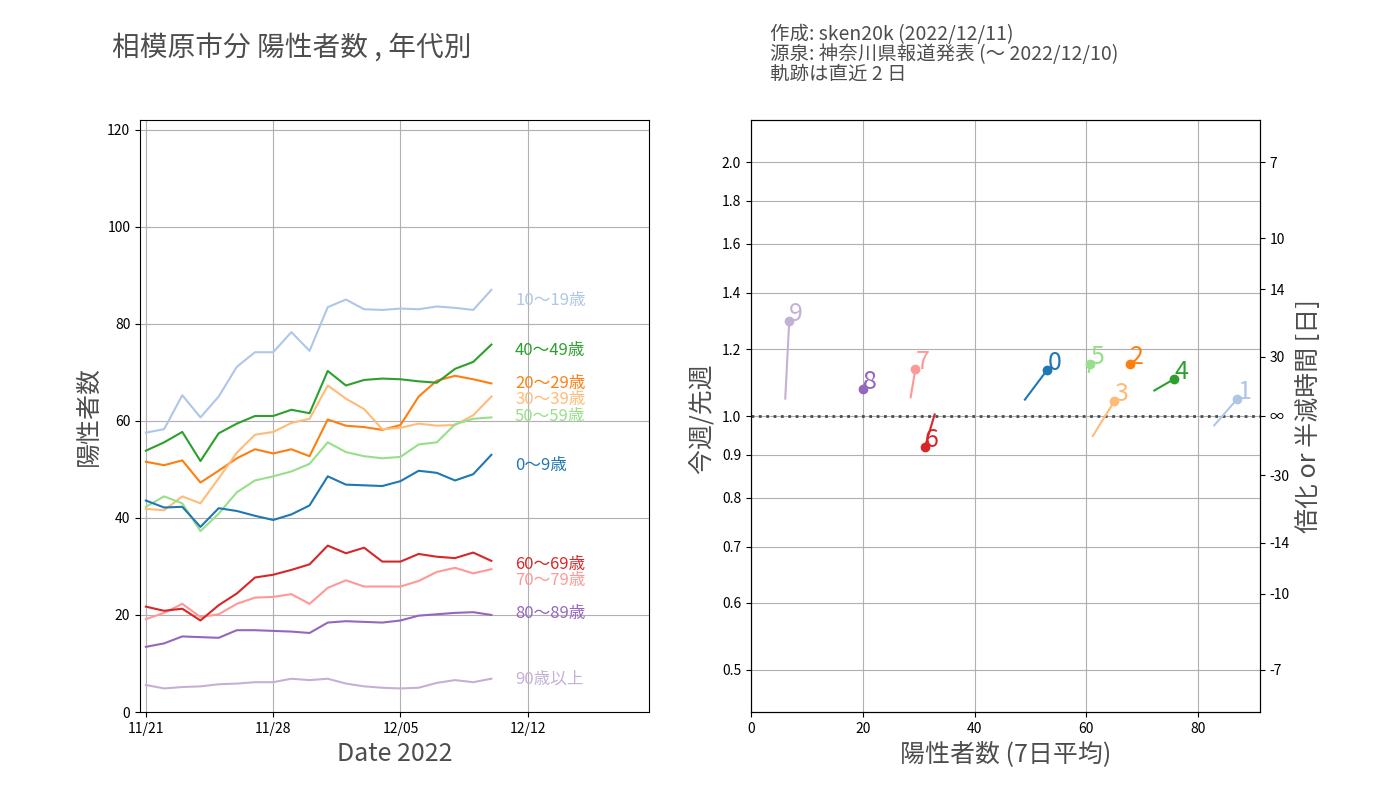 相模原市分 陽性者数 , 年代別
作成: sken20k (2022/12/11)
源泉: 神奈川県報道発表 (〜 2022/12/10)
軌跡は直近 2 日
陽性者数
120
100
80
60
40
20
0
11/21
11/28
12/05
12/12
Date 2022
10〜19歳
40〜49歳
20〜29歳
30〜39歳
50〜59歳
0〜9歳
60〜69歳
70〜79歳
80〜89歳
90歳以上
今週/先週
2.0
1.8
1.6
1.4
1.2
1.0
0.9
0.8
0.7
0.6
0.5
0
20
40
60
80
陽性者数 (7日平均)
9
8
7
6
0
5
2
3
4
1
7
10
14
30
∞
-30
-14
-10
-7
倍化 or 半減時間 [日]